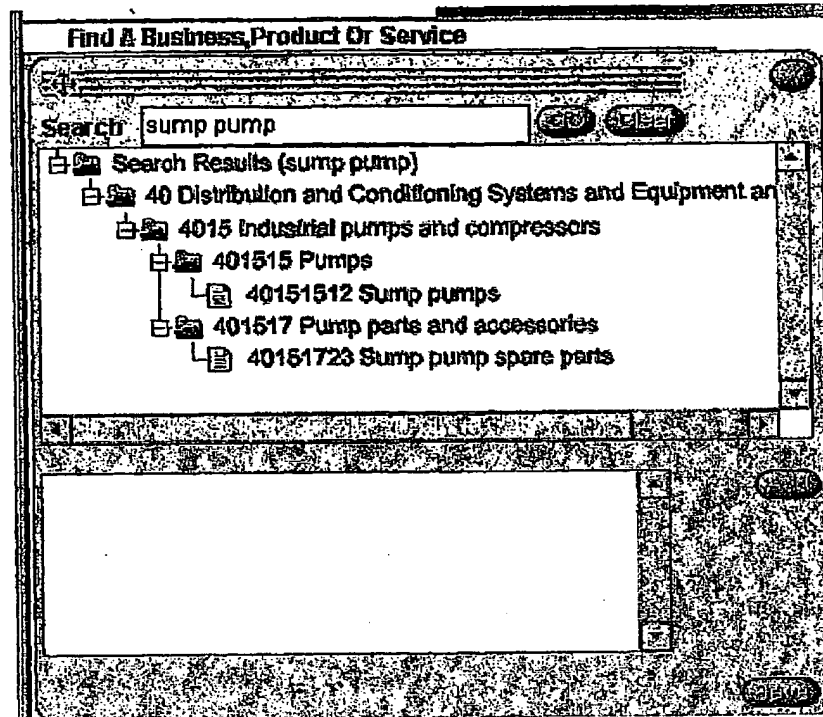 Find A Business,Product Or Service
Search sump pump Clear
Search Results (sump pump)
40 Distribution and Conditioning Systems and Equipment an
4015 Industrial pumps and compressors
401515 Pumps
40151512 Sump pumps
401517 Pump parts and accessories
40151723 Sump pump spare parts